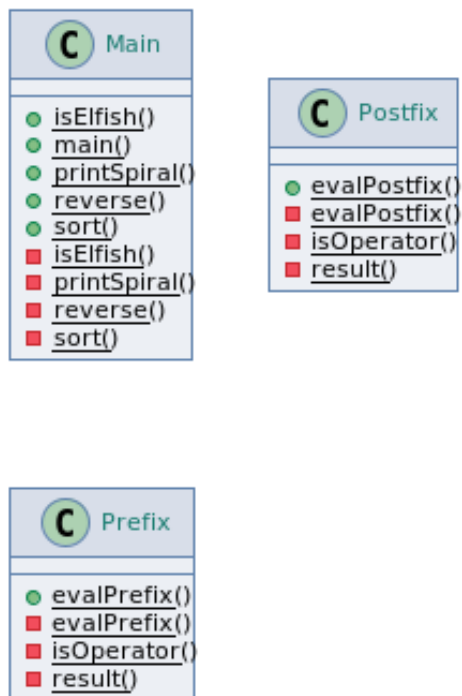 C Main
isElfish()
main()
printSpiral()
reverse()
sort()
isElfish()
printSpiral()
reverse()
sort()
C Postfix
evalPostfix()
evalPostfix()
isOperator()
result()
C Prefix
evalPrefix()
evalPrefix()
isOperator()
result()